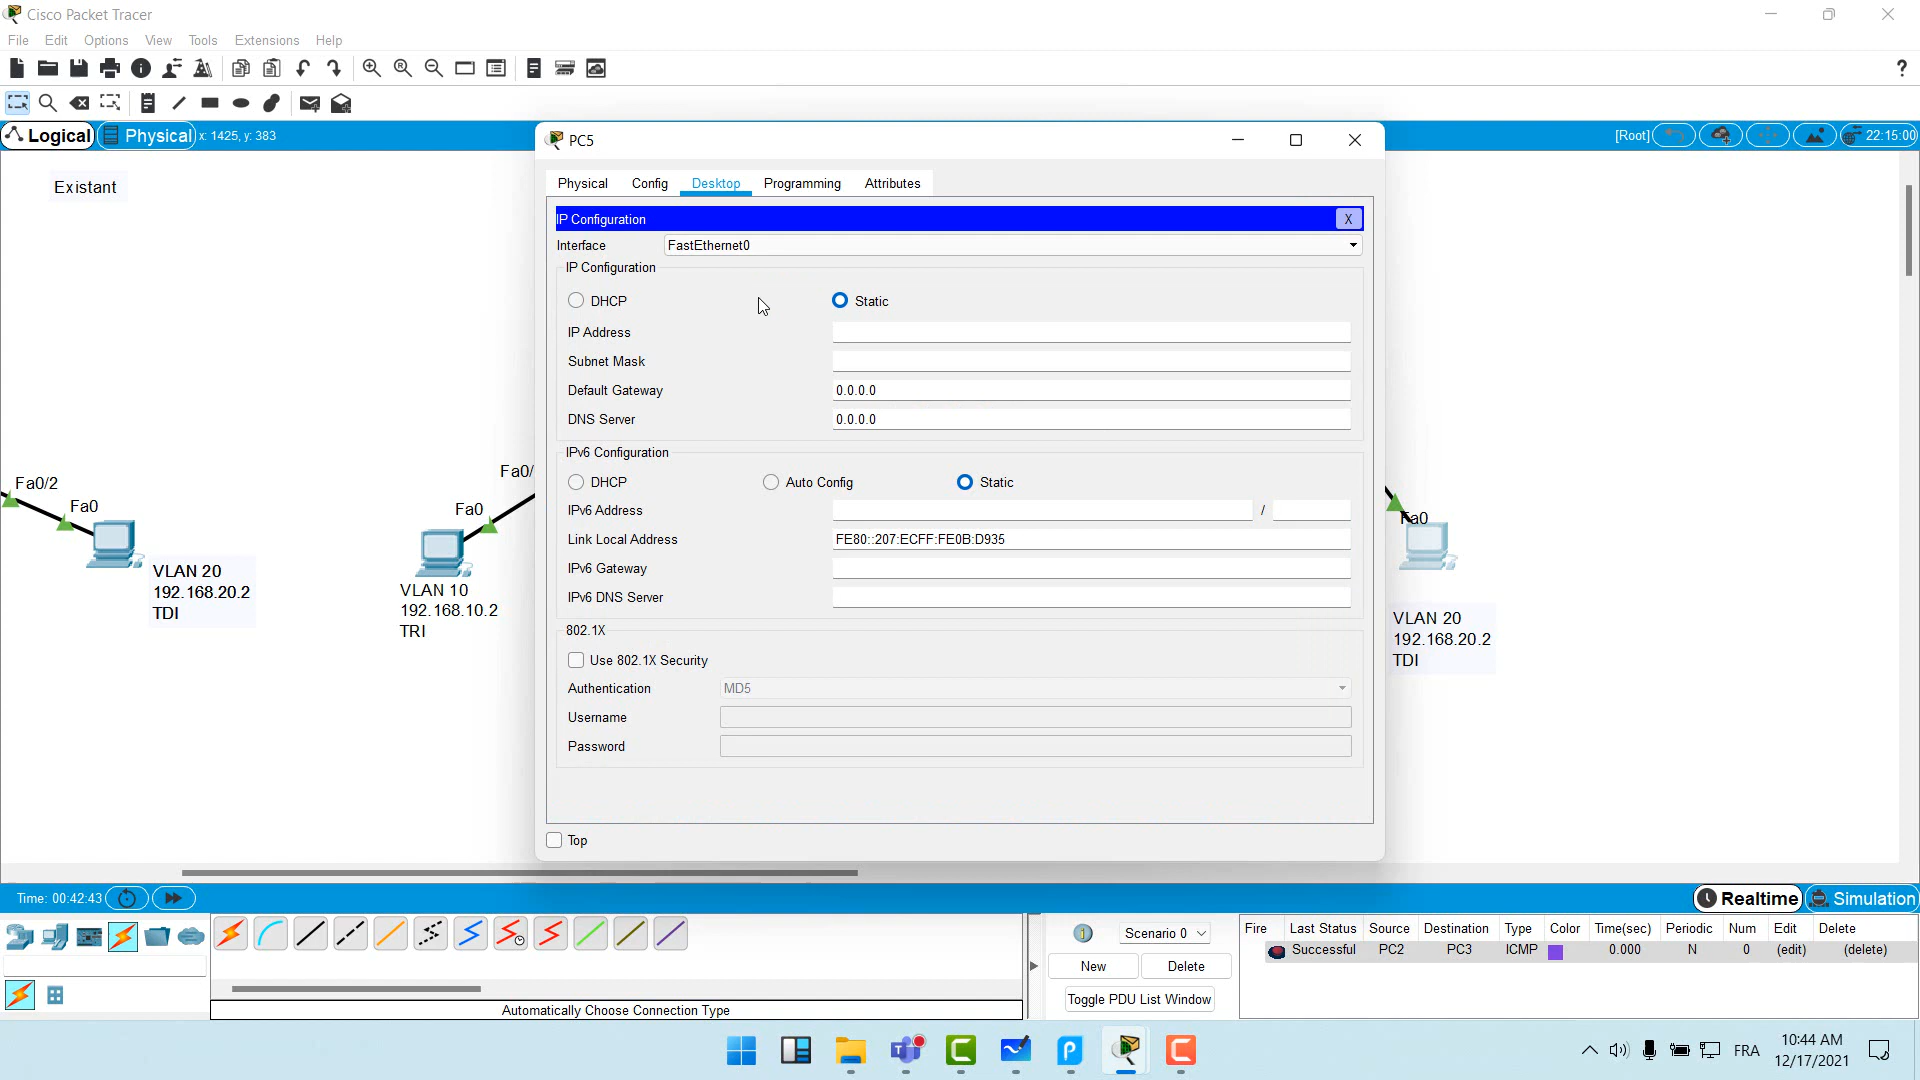 Cisco Packet Tracer
File Edit Options View Tools Extensions Help
Logical Physical x: 1425, y: 383 [Root] 22:15:00
Existant
PC5
Physical Config Desktop Programming Attributes
IP Configuration X
Interface FastEthernet0
IP Configuration
DHCP Static
IP Address
Subnet Mask
Default Gateway 0.0.0.0
DNS Server 0.0.0.0
IPv6 Configuration
DHCP Auto Config Static
IPv6 Address /
Link Local Address FE80::207:ECFF:FE0B:D935
IPv6 Gateway
IPv6 DNS Server
802.1X
Use 802.1X Security
Authentication MD5
Username
Password
Top
Fa0/2
Fa0
VLAN 20
192.168.20.2
TDI
Fa0/
Fa0
VLAN 10
192.168.10.2
TRI
Fa0
VLAN 20
192.168.20.2
TDI
Time: 00:42:43 Realtime Simulation
Automatically Choose Connection Type
Scenario 0
New Delete
Toggle PDU List Window
Fire Last Status Source Destination Type Color Time(sec) Periodic Num Edit Delete
Successful PC2 PC3 ICMP 0.000 N 0 (edit) (delete)
FRA
10:44 AM
12/17/2021